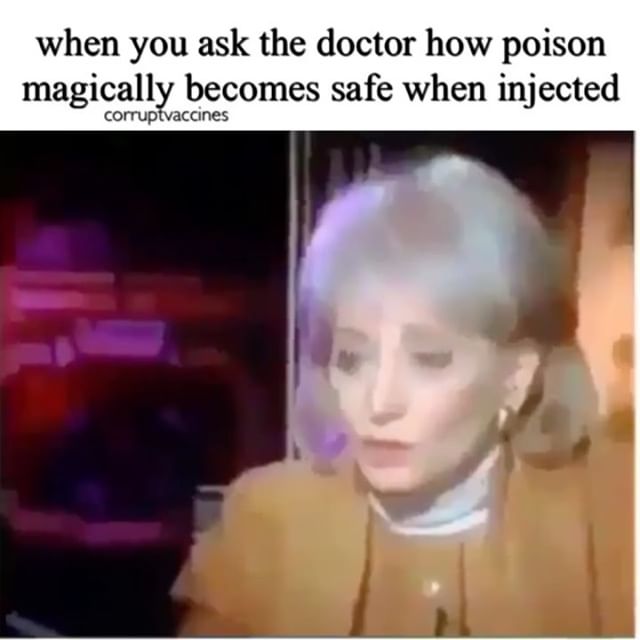 when you ask the doctor how poison
magically becomes safe when injected
corruptvaccines